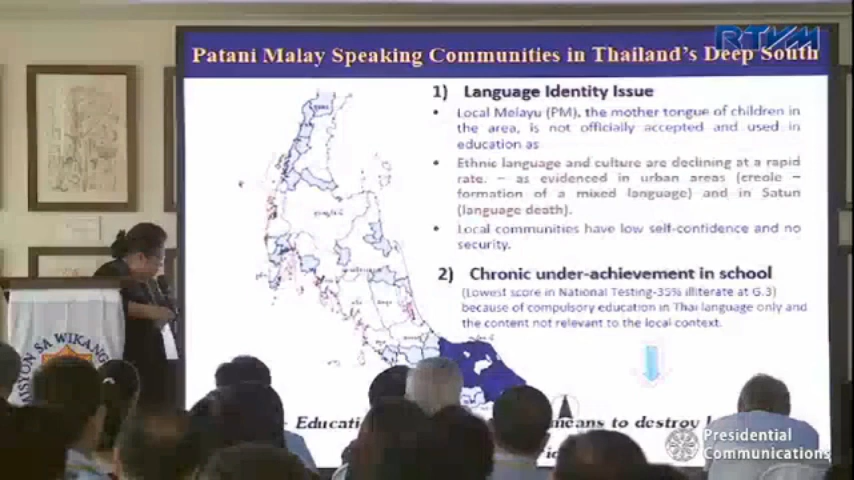 RTVM
Patani Malay Speaking Communities in Thailand's Deep South
1) Language Identity Issue
• Local Melayu (PM), the mother tongue of children in
the area, is not officially accepted and used in
education as
• Ethnic language and culture are declining at a rapid
rate. – as evidenced in urban areas (creole –
formation of a mixed language) and in Satun
(language death).
• Local communities have low self-confidence and no
security.
2) Chronic under-achievement in school
(Lowest score in National Testing-35% illiterate at G.3)
because of compulsory education in Thai language only and
the content not relevant to the local context.
means to destroy
SYON SA WIKANG
Presidential
Communications